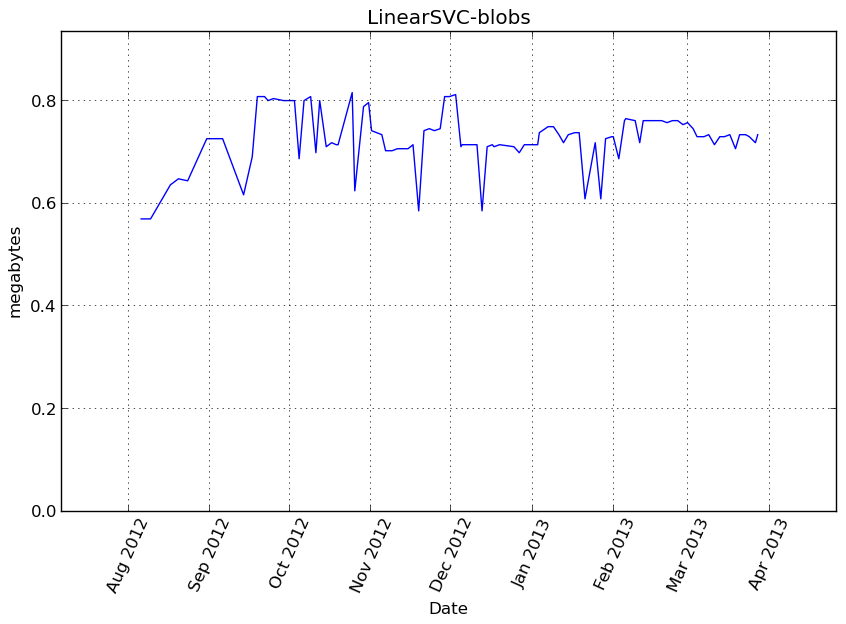 LinearSVC-blobs
megabytes
0.8
0.6
0.4
0.2
0.0
Aug 2012
Sep 2012
Oct 2012
Nov 2012
Dec 2012
Jan 2013
Feb 2013
Mar 2013
Apr 2013
Date